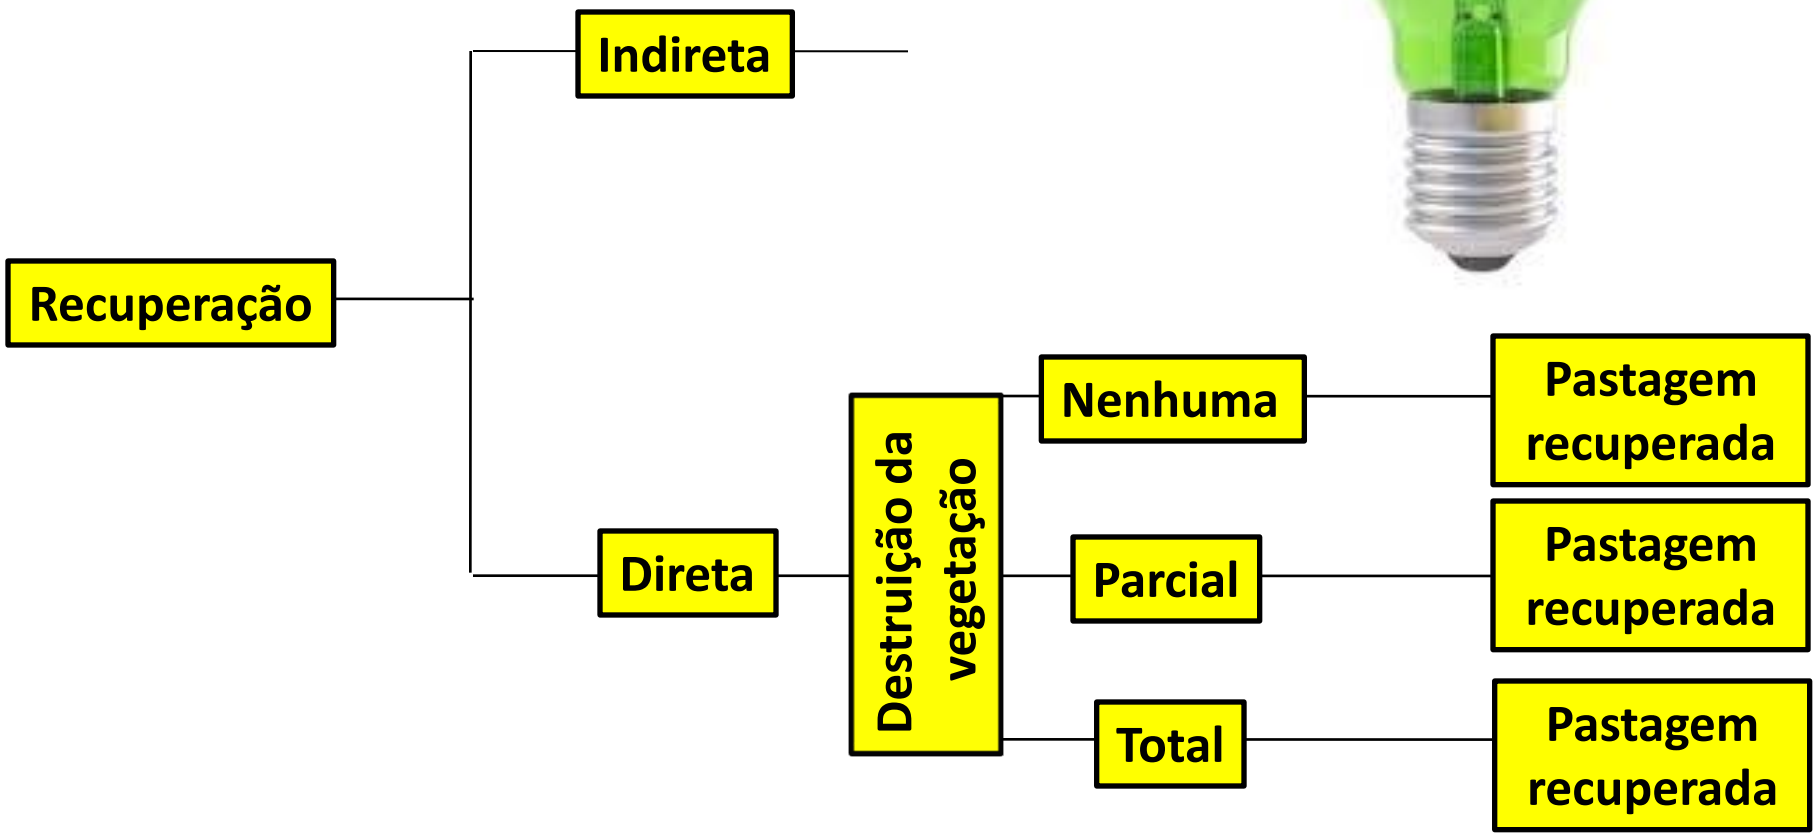 Indireta
Recuperação
Direta
Destruição da
vegetação
Nenhuma
Pastagem
recuperada
Parcial
Pastagem
recuperada
Total
Pastagem
recuperada